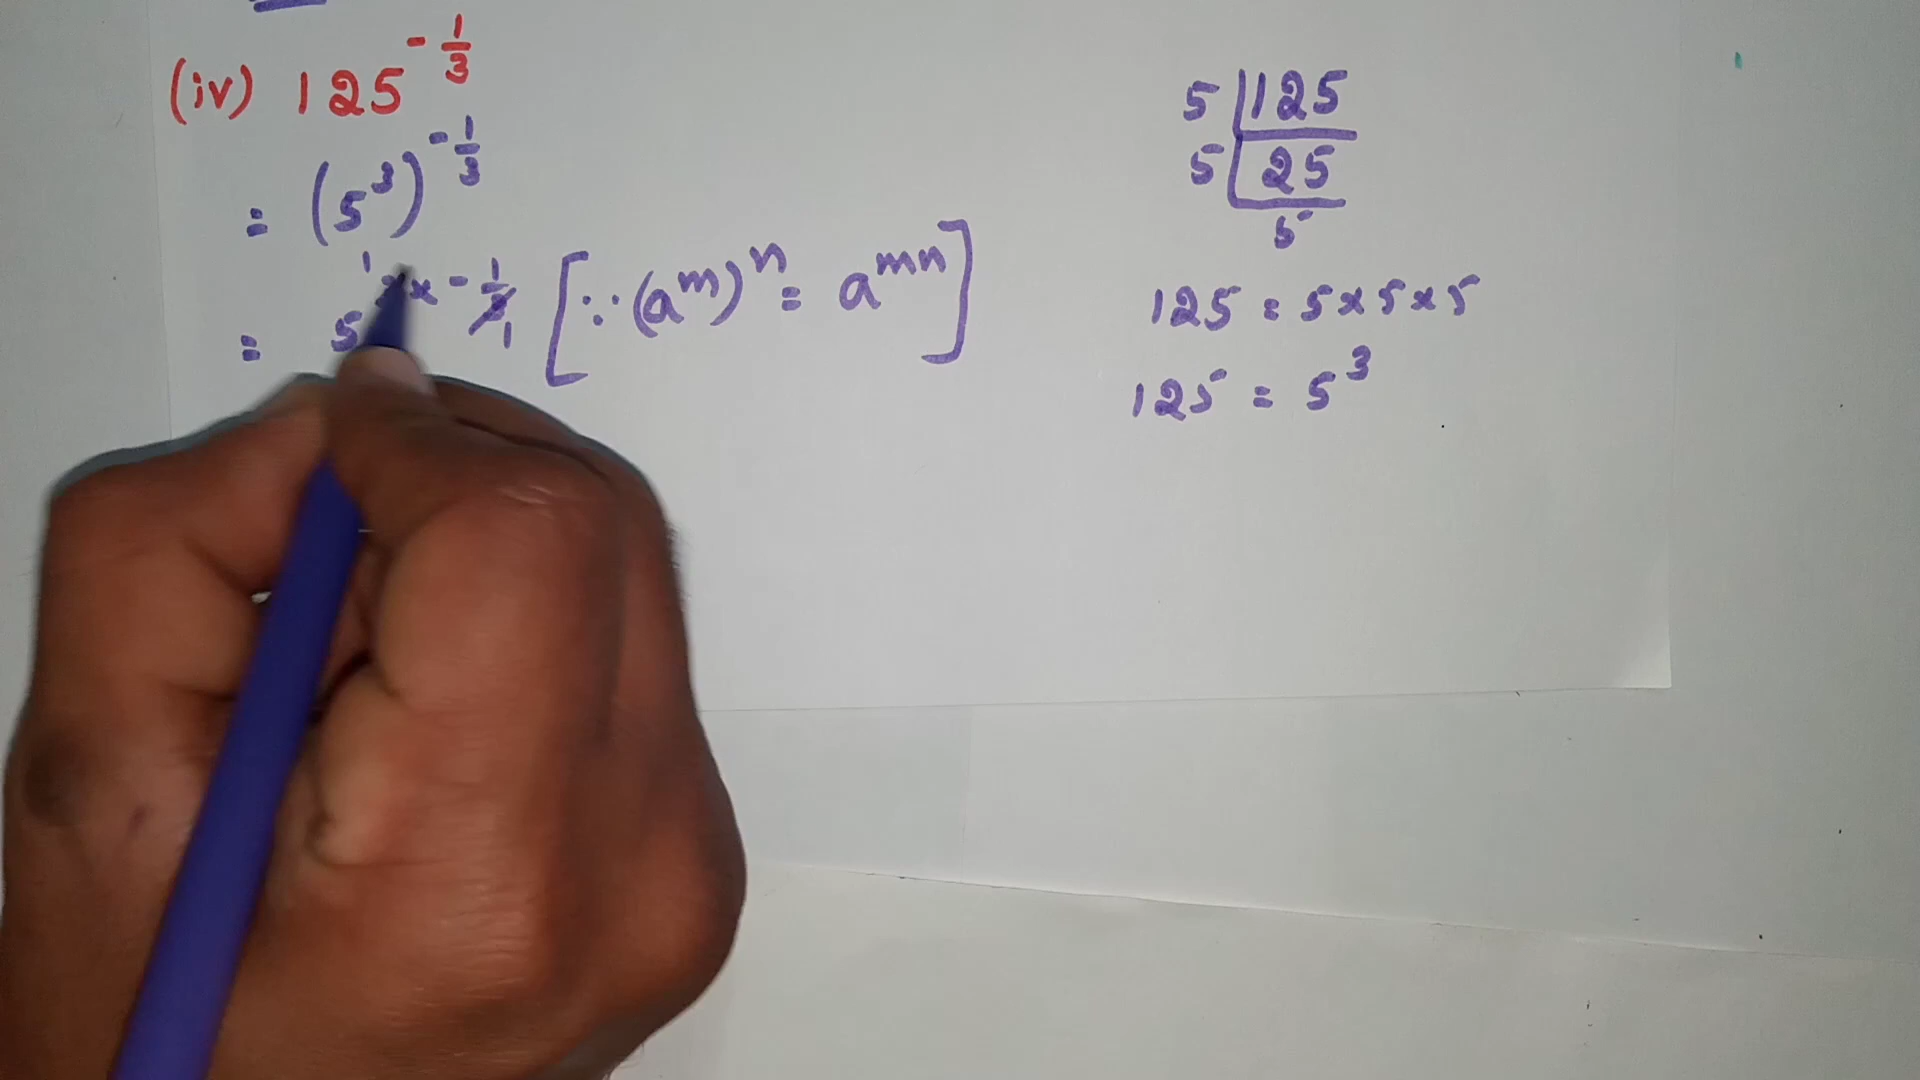 (iv) 125^{-1/3}
= (5^3)^{-1/3}
= 5^{3 × -1/3} [∵ (a^m)^n = a^{mn}]
5 | 125
5 | 25
5
125 = 5×5×5
125 = 5^3